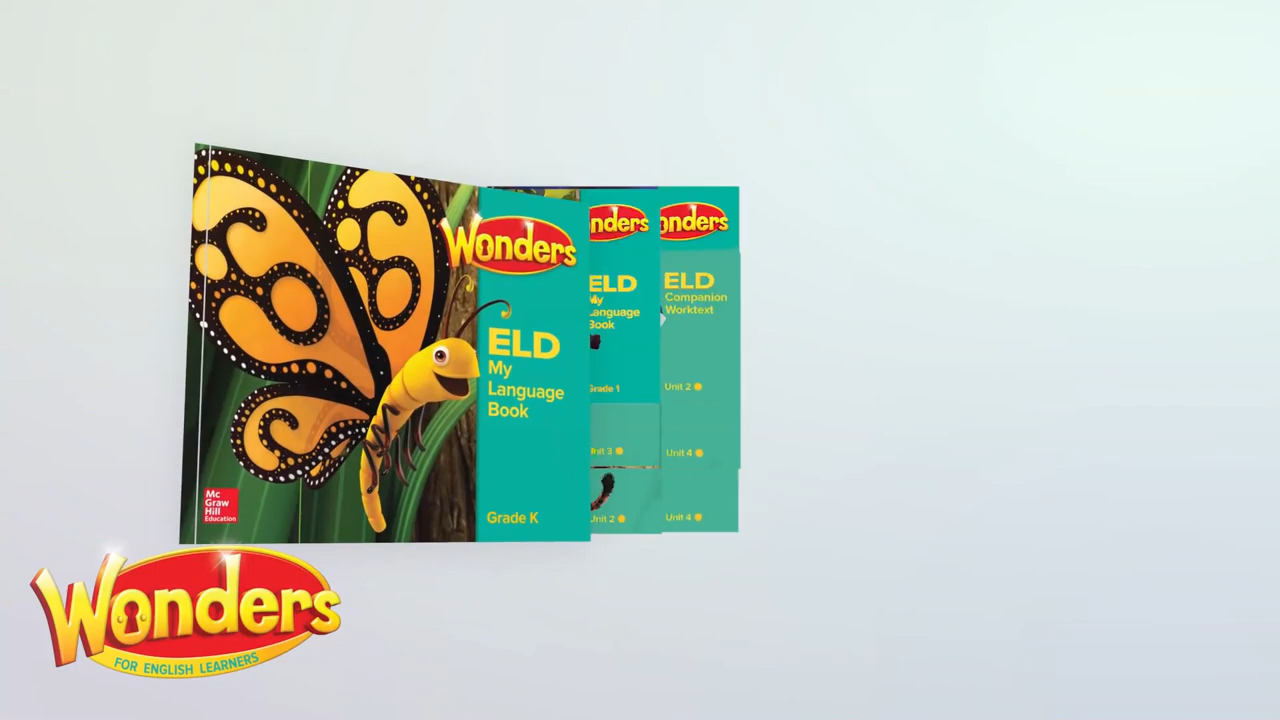 Wonders
ELD
My
Language
Book
Grade K
Mc
Graw
Hill
Education
nders
ELD
My
Language
Book
Grade 1
Unit 3
Unit 2
onders
ELD
Companion
Worktext
Unit 2
Unit 4
Unit 4
Wonders
FOR ENGLISH LEARNERS